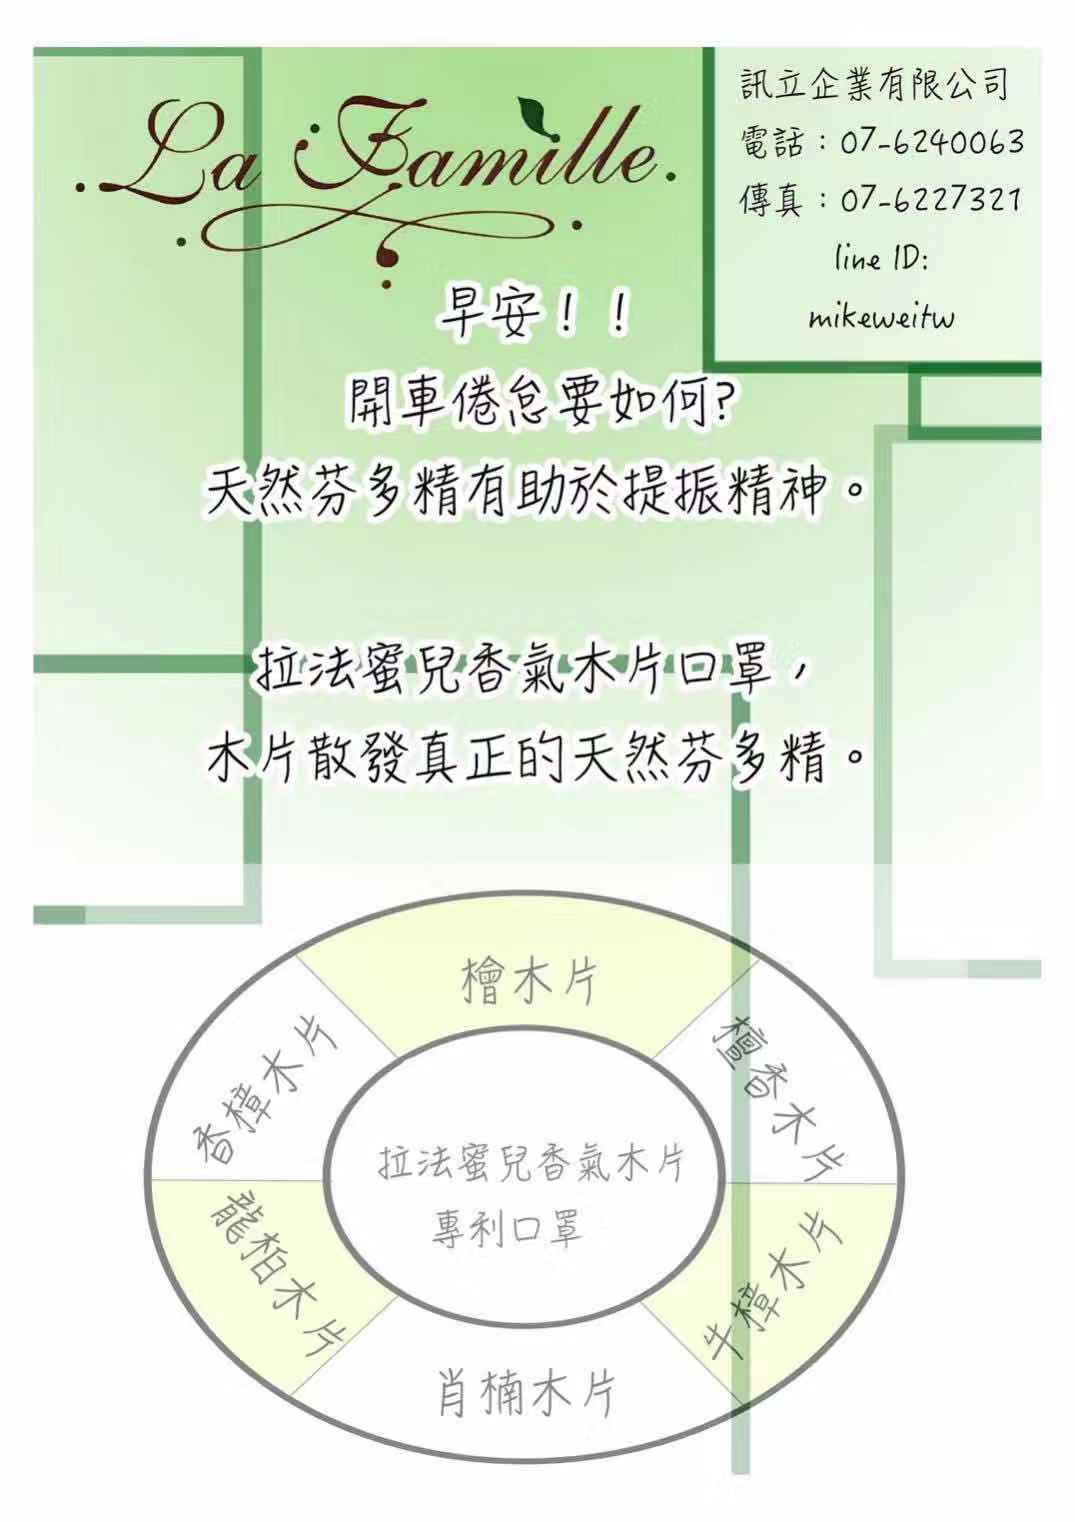 La Famille
訊立企業有限公司
電話：07-6240063
傳真：07-6227321
line ID:
mikeweitw
早安！！
開車倦怠要如何?
天然芬多精有助於提振精神。
拉法蜜兒香氣木片口罩，
木片散發真正的天然芬多精。
檜木片
香樟木片
檀香木片
拉法蜜兒香氣木片
專利口罩
龍柏木片
牛樟木片
肖楠木片